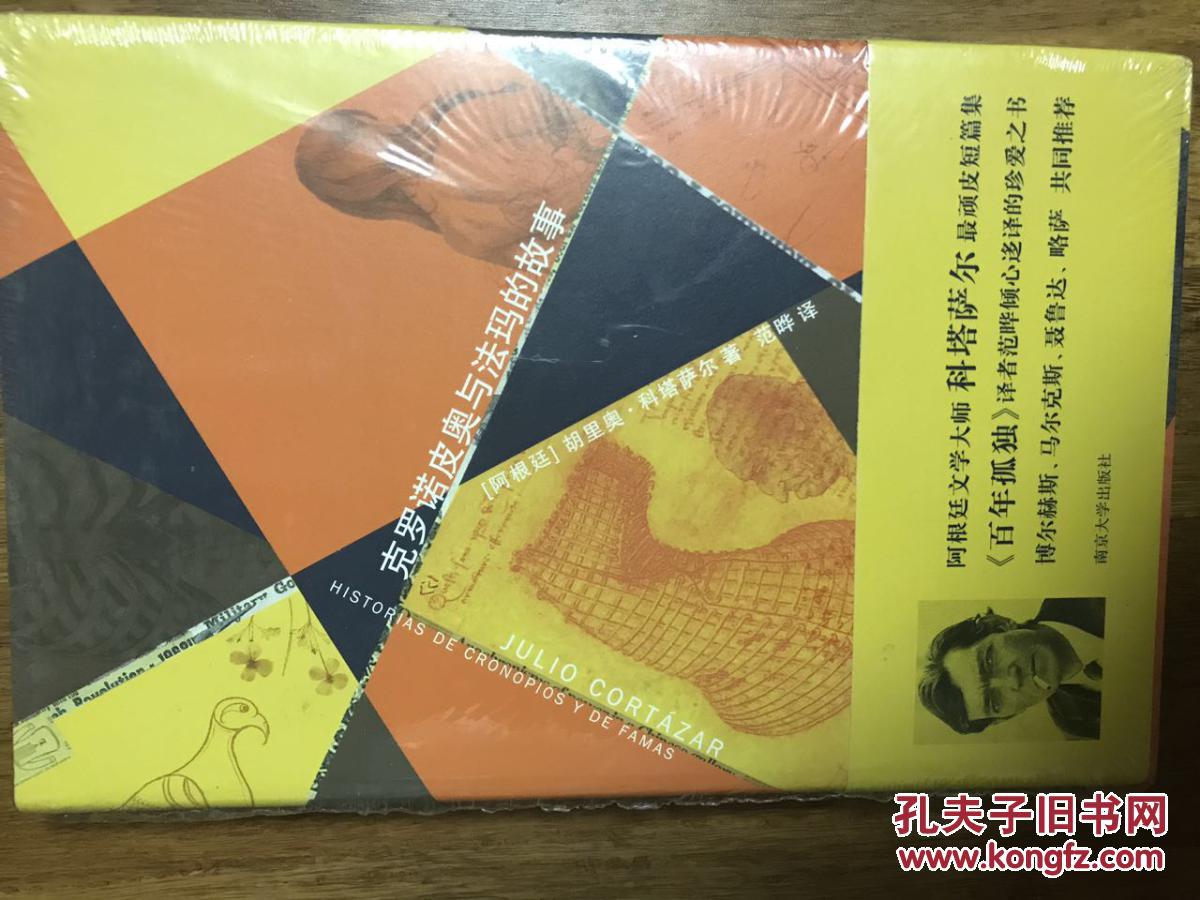 克罗诺皮奥与法玛的故事
HISTORIAS DE CRONOPIOS Y DE FAMAS
[阿根廷] 胡里奥·科塔萨尔 著 范晔 译
JULIO CORTÁZAR
Military Go
Revolution - 1889!
阿根廷文学大师 科塔萨尔 最顽皮短篇集
《百年孤独》译者范晔倾心迻译的珍爱之书
博尔赫斯、马尔克斯、聂鲁达、略萨 共同推荐
南京大学出版社
孔夫子旧书网
www.kongfz.com